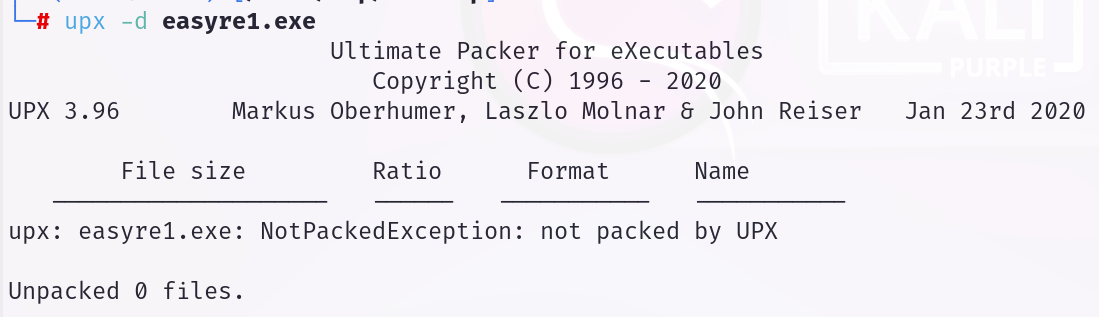 # upx -d easyre1.exe
Ultimate Packer for eXecutables
Copyright (C) 1996 - 2020
UPX 3.96 Markus Oberhumer, Laszlo Molnar & John Reiser Jan 23rd 2020
File size Ratio Format Name
upx: easyre1.exe: NotPackedException: not packed by UPX
Unpacked 0 files.
KALI
PURPLE